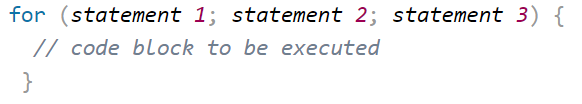 for (statement 1; statement 2; statement 3) {
// code block to be executed
}